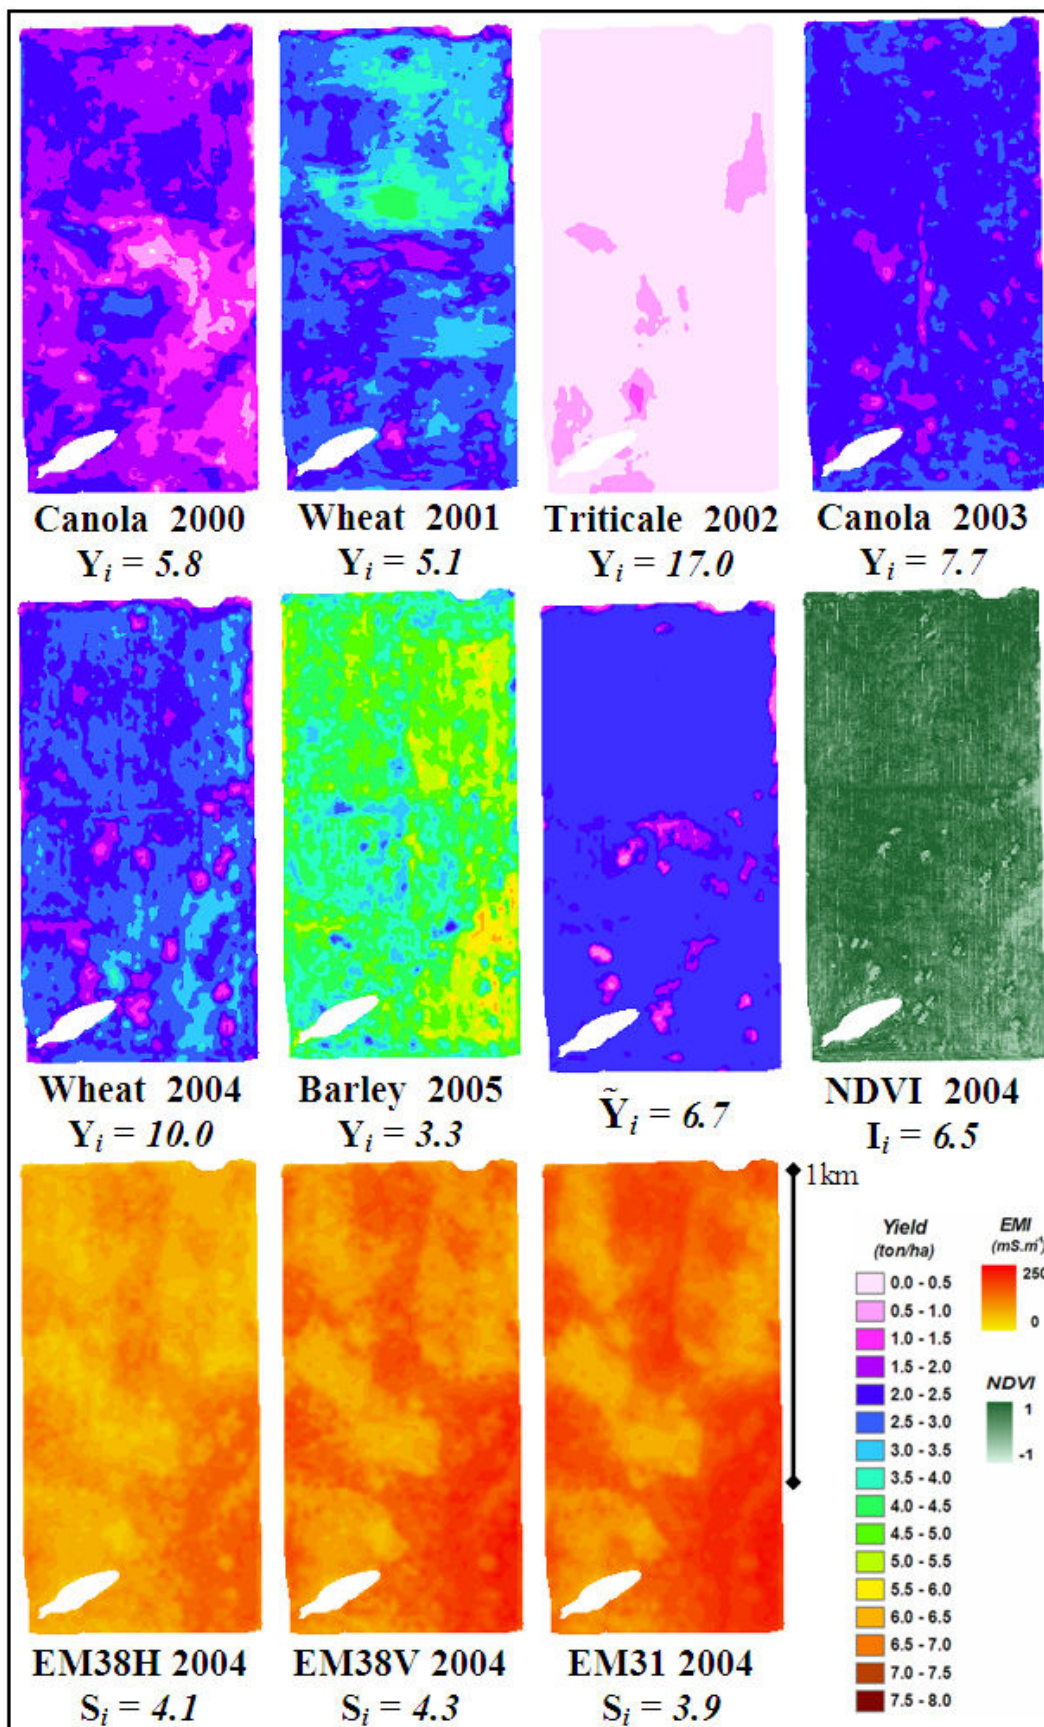 Canola 2000 Wheat 2001 Triticale 2002 Canola 2003
Yᵢ = 5.8 Yᵢ = 5.1 Yᵢ = 17.0 Yᵢ = 7.7
Wheat 2004 Barley 2005 Ỹᵢ = 6.7 NDVI 2004
Yᵢ = 10.0 Yᵢ = 3.3 Iᵢ = 6.5
1km
Yield
(ton/ha)
0.0 - 0.5
0.5 - 1.0
1.0 - 1.5
1.5 - 2.0
2.0 - 2.5
2.5 - 3.0
3.0 - 3.5
3.5 - 4.0
4.0 - 4.5
4.5 - 5.0
5.0 - 5.5
5.5 - 6.0
6.0 - 6.5
6.5 - 7.0
7.0 - 7.5
7.5 - 8.0
EMI
(mS.m⁻¹)
250
0
NDVI
1
-1
EM38H 2004 EM38V 2004 EM31 2004
Sᵢ = 4.1 Sᵢ = 4.3 Sᵢ = 3.9